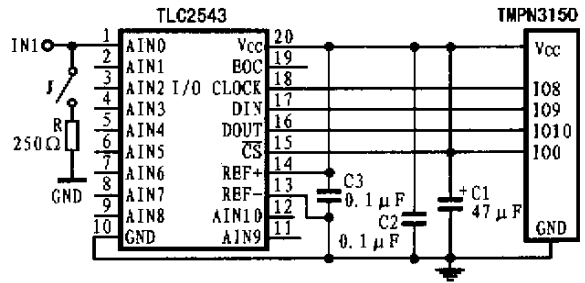 TLC2543
TMPN3150
IN1
1 AIN0 Vcc 20 Vcc
2 AIN1 EOC 19
3 AIN2 I/O CLOCK 18 IO8
J
4 AIN3 DIN 17 IO9
5 AIN4 DOUT 16 IO10
R
250Ω
6 AIN5 CS 15 IO0
7 AIN6 REF+ 14
8 AIN7 REF- 13
GND
9 AIN8 AIN10 12
10 GND AIN9 11
C3
0.1μF
C2
0.1μF
+C1
47μF
GND